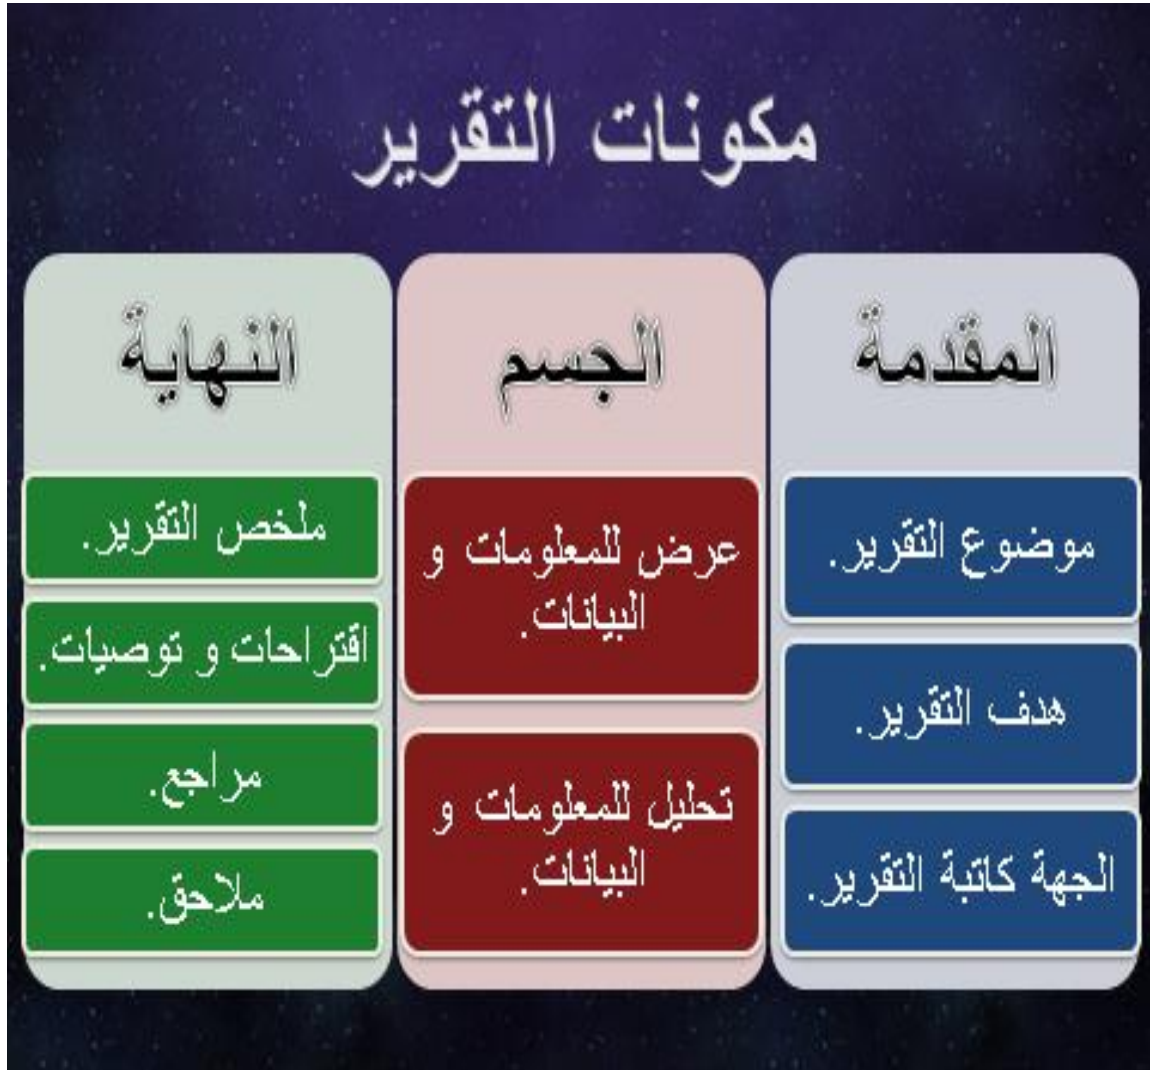 مكونات التقرير
المقدمة
موضوع التقرير.
هدف التقرير.
الجهة كاتبة التقرير.
الجسم
عرض للمعلومات و
البيانات.
تحليل للمعلومات و
البيانات.
النهاية
ملخص التقرير.
اقتراحات و توصيات.
مراجع.
ملاحق.